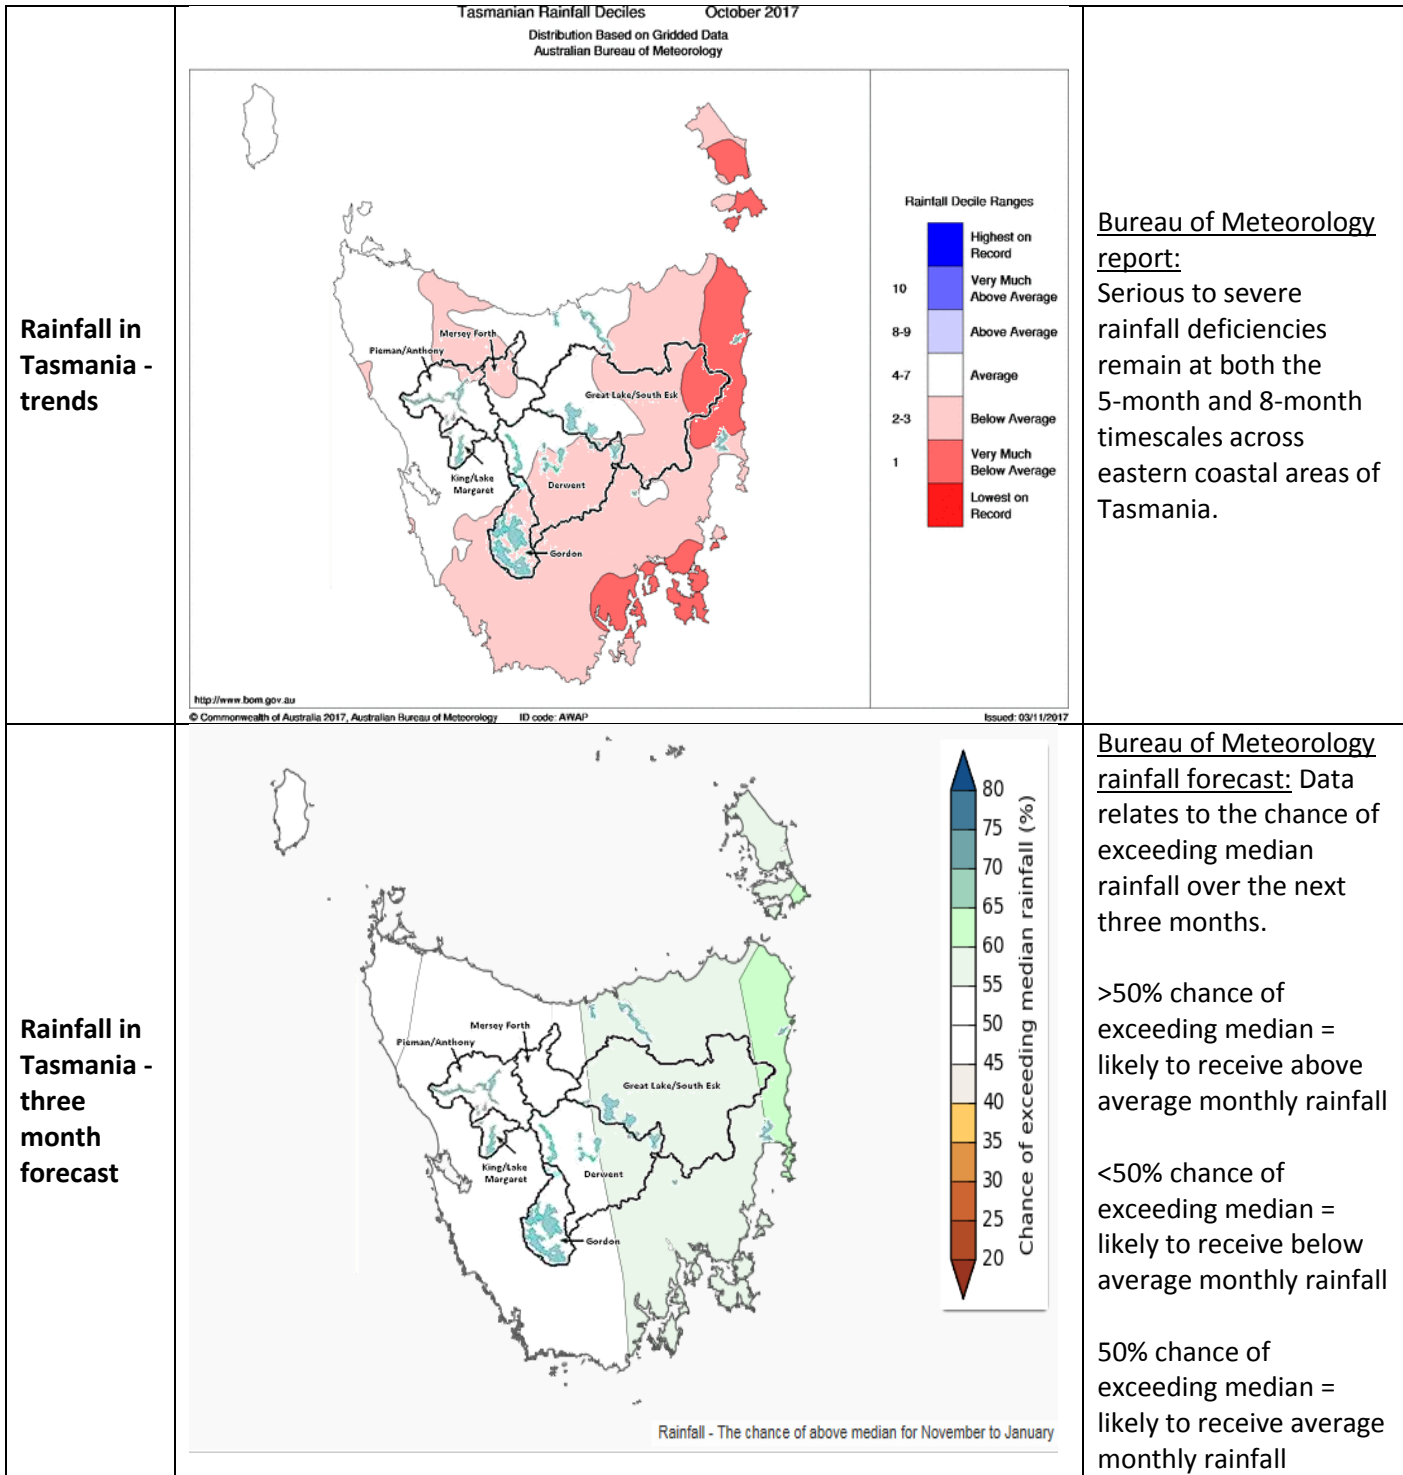 Rainfall in
Tasmania -
trends
Tasmanian Rainfall Deciles October 2017
Distribution Based on Gridded Data
Australian Bureau of Meteorology
Mersey Forth
Pieman/Anthony
Great Lake/South Esk
King/Lake
Margaret
Derwent
Gordon
Rainfall Decile Ranges
Highest on
Record
10 Very Much
Above Average
8-9 Above Average
4-7 Average
2-3 Below Average
1 Very Much
Below Average
Lowest on
Record
http://www.bom.gov.au
© Commonwealth of Australia 2017, Australian Bureau of Meteorology ID code: AWAP Issued: 03/11/2017
Bureau of Meteorology
report:
Serious to severe
rainfall deficiencies
remain at both the
5-month and 8-month
timescales across
eastern coastal areas of
Tasmania.
Rainfall in
Tasmania -
three
month
forecast
Mersey Forth
Pieman/Anthony
Great Lake/South Esk
King/Lake
Margaret
Derwent
Gordon
80
75
70
65
60
55
50
45
40
35
30
25
20
Chance of exceeding median rainfall (%)
Rainfall - The chance of above median for November to January
Bureau of Meteorology
rainfall forecast: Data
relates to the chance of
exceeding median
rainfall over the next
three months.
>50% chance of
exceeding median =
likely to receive above
average monthly rainfall
<50% chance of
exceeding median =
likely to receive below
average monthly rainfall
50% chance of
exceeding median =
likely to receive average
monthly rainfall